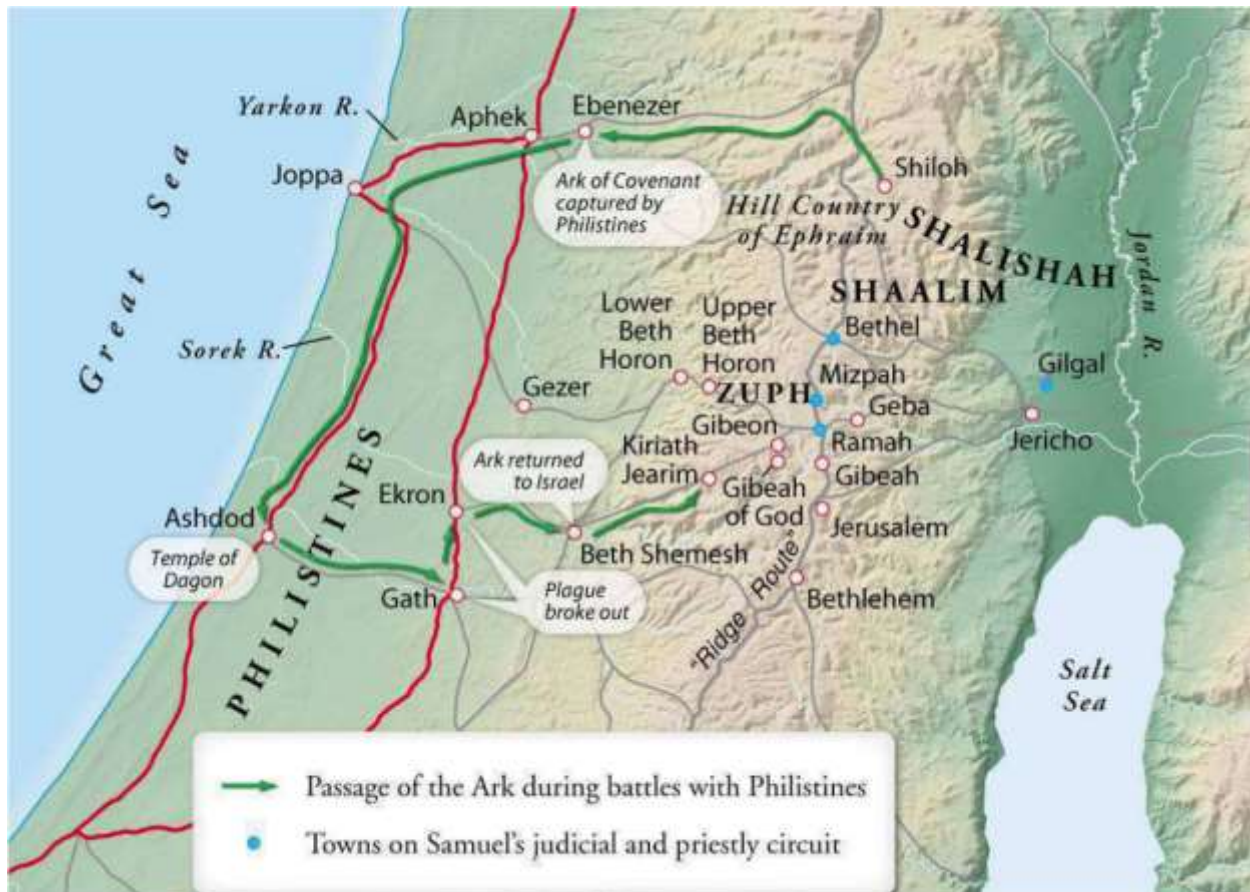 Great Sea
Yarkon R.
Aphek
Ebenezer
Joppa
Ark of Covenant
captured by
Philistines
Shiloh
Hill Country
of Ephraim
SHALISHAH
SHAALIM
Jordan R.
Lower
Beth
Horon
Upper
Beth
Horon
Bethel
Sorek R.
Mizpah
Gilgal
Gezer
ZUPH
Geba
Gibeon
Ramah
Jericho
Kiriath
Jearim
Gibeah
Ark returned
to Israel
Gibeah
of God
Ekron
Jerusalem
Ashdod
Beth Shemesh
Temple of
Dagon
PHILISTINES
Gath
Plague
broke out
"Ridge Route"
Bethlehem
Salt
Sea
Passage of the Ark during battles with Philistines
Towns on Samuel's judicial and priestly circuit